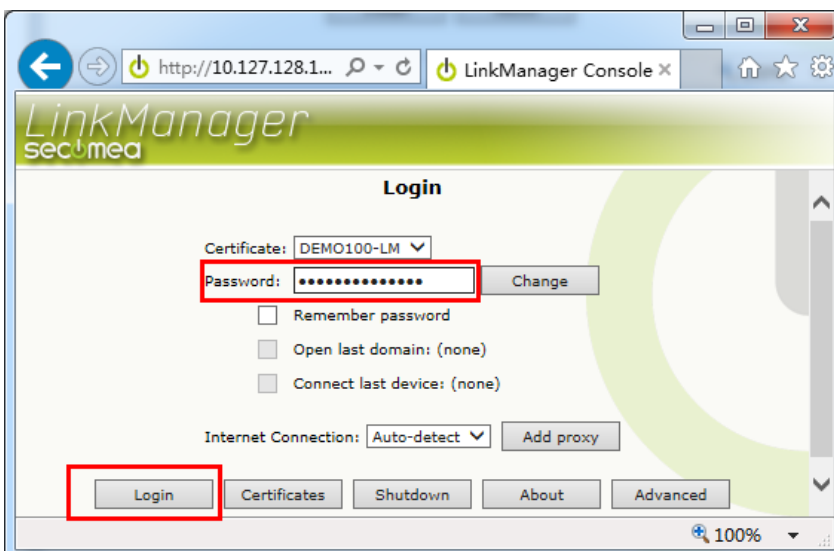 http://10.127.128.1... LinkManager Console
LinkManager
secomea
Login
Certificate: DEMO100-LM
Password: •••••••••••••• Change
Remember password
Open last domain: (none)
Connect last device: (none)
Internet Connection: Auto-detect Add proxy
Login Certificates Shutdown About Advanced
100%